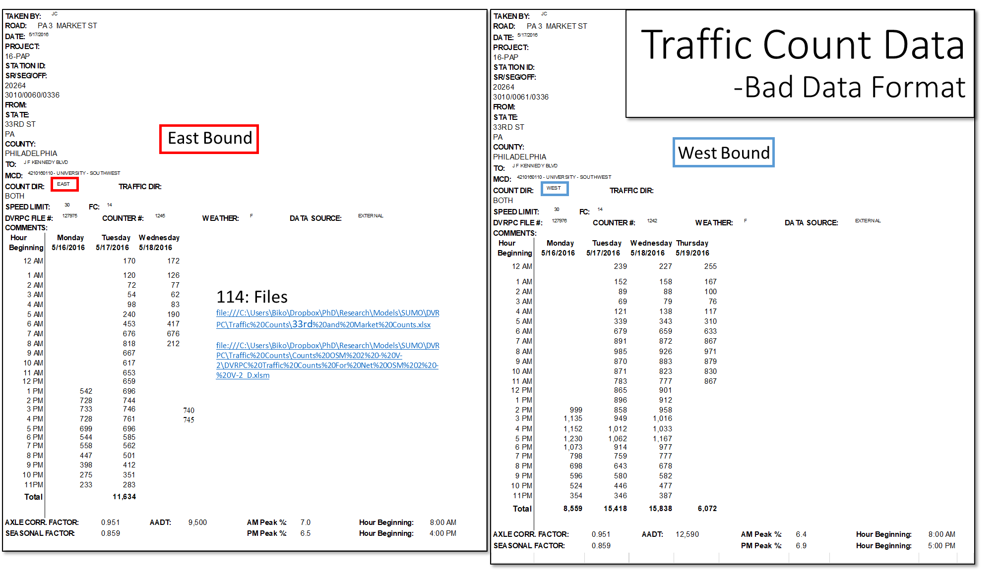 TAKEN BY: JC
ROAD: PA 3 MARKET ST
DATE: 5/17/2016
PROJECT:
16-PAP
STATION ID:
SR/SEG/OFF:
20264
3010/0060/0336
FROM:
STATE:
33RD ST
PA
COUNTY:
PHILADELPHIA
TO: J F KENNEDY BLVD
MCD: 4210160110 - UNIVERSITY - SOUTHWEST
COUNT DIR: EAST TRAFFIC DIR:
BOTH
SPEED LIMIT: 30 FC: 14
DVRPC FILE #: 127975 COUNTER #: 1245 WEATHER: F DATA SOURCE: EXTERNAL
COMMENTS:
East Bound
Hour Monday Tuesday Wednesday
Beginning 5/16/2016 5/17/2016 5/18/2016
12 AM 170 172
1 AM 120 126
2 AM 72 77
3 AM 54 62
4 AM 98 83
5 AM 240 190
6 AM 453 417
7 AM 676 676
8 AM 818 212
9 AM 667
10 AM 617
11 AM 653
12 PM 659
1 PM 542 696
2 PM 728 744
3 PM 733 746 740
4 PM 728 761 745
5 PM 699 696
6 PM 544 585
7 PM 558 562
8 PM 447 501
9 PM 398 412
10 PM 275 351
11PM 233 283
Total 11,634
114: Files
file:///C:\Users\Biko\Dropbox\PhD\Research\Models\SUMO\DVR
PC\Traffic%20Counts\33rd%20and%20Market%20Counts.xlsx
file:///C:\Users\Biko\Dropbox\PhD\Research\Models\SUMO\DVR
PC\Traffic%20Counts\Counts%20OSM%202%20-%20V-
2\DVRPC%20Traffic%20Counts%20For%20Net%20OSM%202%20-
%20V-2_D.xlsm
AXLE CORR. FACTOR: 0.951 AADT: 9,500 AM Peak %: 7.0 Hour Beginning: 8:00 AM
SEASONAL FACTOR: 0.859 PM Peak %: 6.5 Hour Beginning: 4:00 PM
Traffic Count Data
-Bad Data Format
TAKEN BY: JC
ROAD: PA 3 MARKET ST
DATE: 5/17/2016
PROJECT:
16-PAP
STATION ID:
SR/SEG/OFF:
20264
3010/0061/0336
FROM:
STATE:
33RD ST
PA
COUNTY:
PHILADELPHIA
TO: J F KENNEDY BLVD
MCD: 4210160110 - UNIVERSITY - SOUTHWEST
COUNT DIR: WEST TRAFFIC DIR:
BOTH
SPEED LIMIT: 30 FC: 14
DVRPC FILE #: 127976 COUNTER #: 1242 WEATHER: F DATA SOURCE: EXTERNAL
COMMENTS:
West Bound
Hour Monday Tuesday Wednesday Thursday
Beginning 5/16/2016 5/17/2016 5/18/2016 5/19/2016
12 AM 239 227 255
1 AM 152 158 167
2 AM 89 88 100
3 AM 69 79 76
4 AM 121 138 117
5 AM 339 343 310
6 AM 679 659 633
7 AM 891 872 867
8 AM 985 926 971
9 AM 870 883 879
10 AM 871 823 830
11 AM 783 777 867
12 PM 865 901
1 PM 896 912
2 PM 999 858 958
3 PM 1,135 949 1,016
4 PM 1,152 1,012 1,033
5 PM 1,230 1,062 1,167
6 PM 1,073 914 977
7 PM 798 759 777
8 PM 698 643 678
9 PM 596 580 582
10 PM 524 446 477
11PM 354 346 387
Total 8,559 15,418 15,838 6,072
AXLE CORR. FACTOR: 0.951 AADT: 12,590 AM Peak %: 6.4 Hour Beginning: 8:00 AM
SEASONAL FACTOR: 0.859 PM Peak %: 6.9 Hour Beginning: 5:00 PM